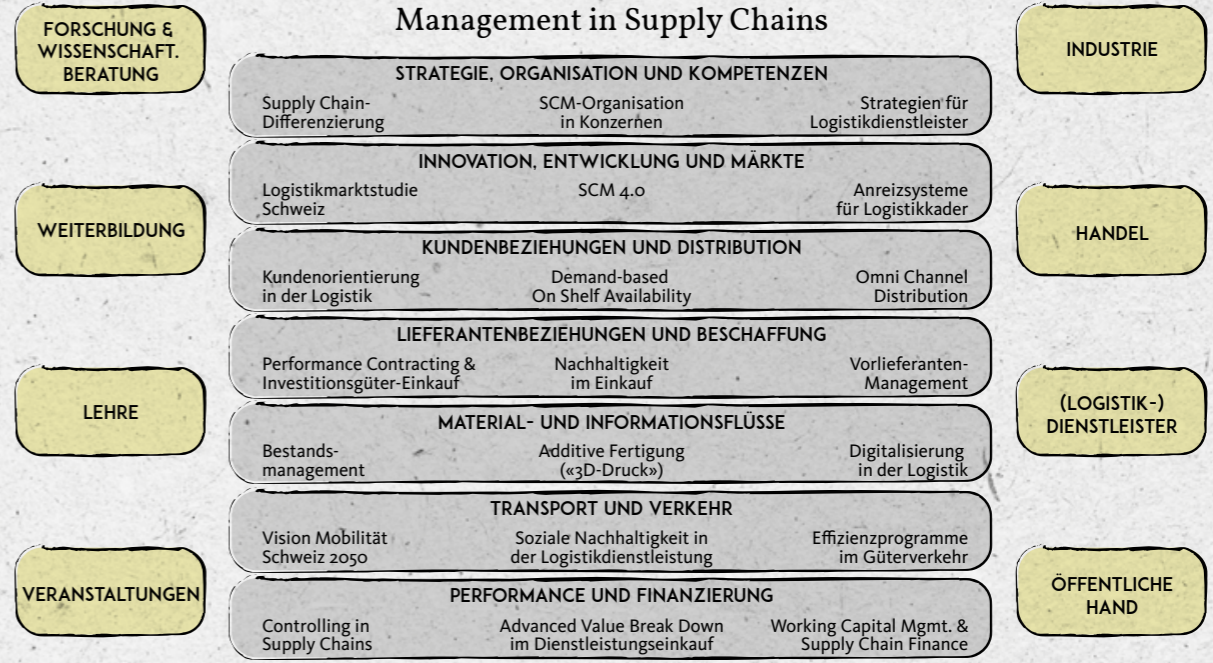 Management in Supply Chains
FORSCHUNG &
WISSENSCHAFT.
BERATUNG
WEITERBILDUNG
LEHRE
VERANSTALTUNGEN
STRATEGIE, ORGANISATION UND KOMPETENZEN
Supply Chain-
Differenzierung
SCM-Organisation
in Konzernen
Strategien für
Logistikdienstleister
INNOVATION, ENTWICKLUNG UND MÄRKTE
Logistikmarktstudie
Schweiz
SCM 4.0
Anreizsysteme
für Logistikkader
KUNDENBEZIEHUNGEN UND DISTRIBUTION
Kundenorientierung
in der Logistik
Demand-based
On Shelf Availability
Omni Channel
Distribution
LIEFERANTENBEZIEHUNGEN UND BESCHAFFUNG
Performance Contracting &
Investitionsgüter-Einkauf
Nachhaltigkeit
im Einkauf
Vorlieferanten-
Management
MATERIAL- UND INFORMATIONSFLÜSSE
Bestands-
management
Additive Fertigung
(«3D-Druck»)
Digitalisierung
in der Logistik
TRANSPORT UND VERKEHR
Vision Mobilität
Schweiz 2050
Soziale Nachhaltigkeit in
der Logistikdienstleistung
Effizienzprogramme
im Güterverkehr
PERFORMANCE UND FINANZIERUNG
Controlling in
Supply Chains
Advanced Value Break Down
im Dienstleistungseinkauf
Working Capital Mgmt. &
Supply Chain Finance
INDUSTRIE
HANDEL
(LOGISTIK-)
DIENSTLEISTER
ÖFFENTLICHE
HAND